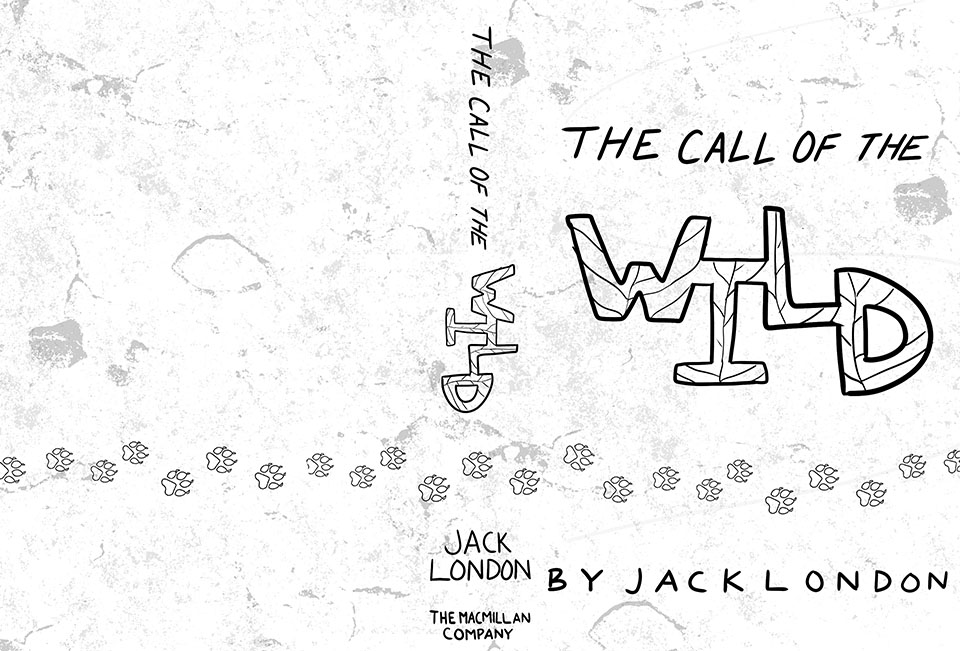 THE CALL OF THE
WILD
JACK
LONDON
THE MACMILLAN
COMPANY
THE CALL OF THE
WILD
BY JACK LONDON